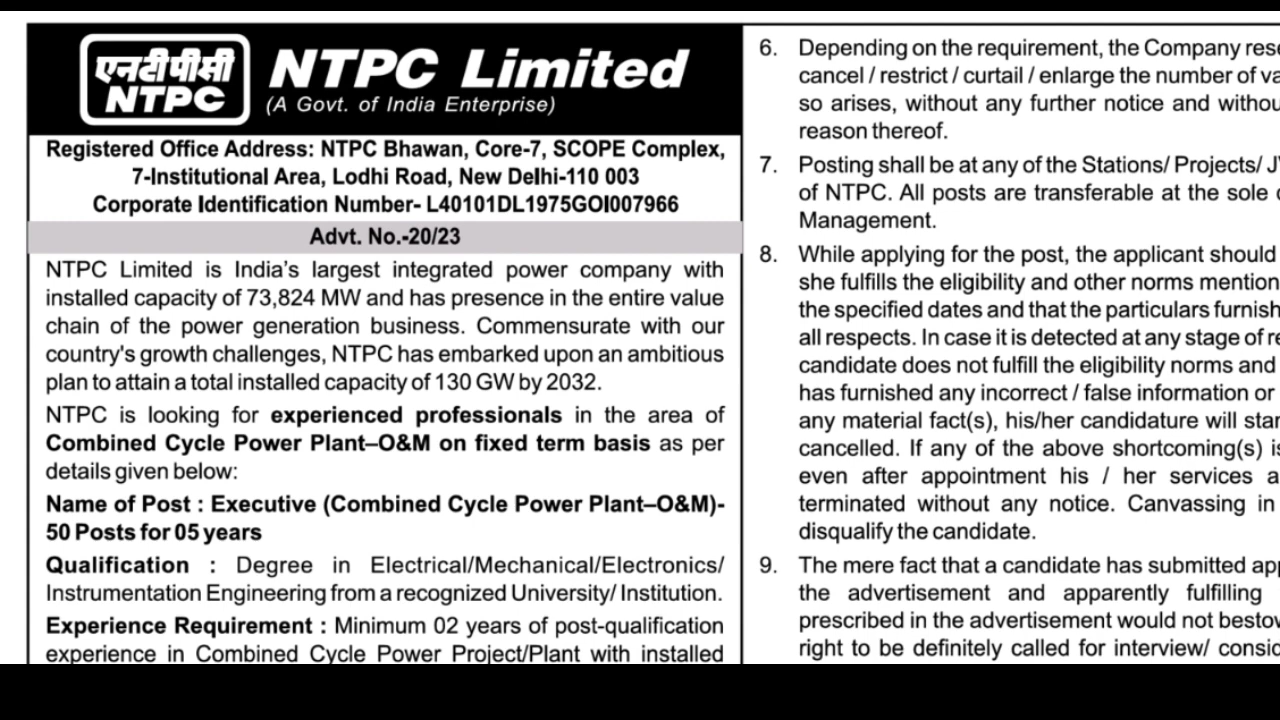 एनटीपीसी
NTPC
NTPC Limited
(A Govt. of India Enterprise)
Registered Office Address: NTPC Bhawan, Core-7, SCOPE Complex,
7-Institutional Area, Lodhi Road, New Delhi-110 003
Corporate Identification Number- L40101DL1975GOI007966
Advt. No.-20/23
NTPC Limited is India's largest integrated power company with
installed capacity of 73,824 MW and has presence in the entire value
chain of the power generation business. Commensurate with our
country's growth challenges, NTPC has embarked upon an ambitious
plan to attain a total installed capacity of 130 GW by 2032.
NTPC is looking for experienced professionals in the area of
Combined Cycle Power Plant–O&M on fixed term basis as per
details given below:
Name of Post : Executive (Combined Cycle Power Plant–O&M)-
50 Posts for 05 years
Qualification : Degree in Electrical/Mechanical/Electronics/
Instrumentation Engineering from a recognized University/ Institution.
Experience Requirement : Minimum 02 years of post-qualification
experience in Combined Cycle Power Project/Plant with installed
6. Depending on the requirement, the Company
cancel / restrict / curtail / enlarge the number of
so arises, without any further notice and
reason thereof.
7. Posting shall be at any of the Stations/ Projects/
of NTPC. All posts are transferable at the sole
Management.
8. While applying for the post, the applicant should
she fulfills the eligibility and other norms
the specified dates and that the particulars
all respects. In case it is detected at any stage of
candidate does not fulfill the eligibility norms and
has furnished any incorrect / false information or
any material fact(s), his/her candidature will
cancelled. If any of the above shortcoming(s)
even after appointment his / her services
terminated without any notice. Canvassing in
disqualify the candidate.
9. The mere fact that a candidate has submitted
the advertisement and apparently fulfilling
prescribed in the advertisement would not
right to be definitely called for interview/